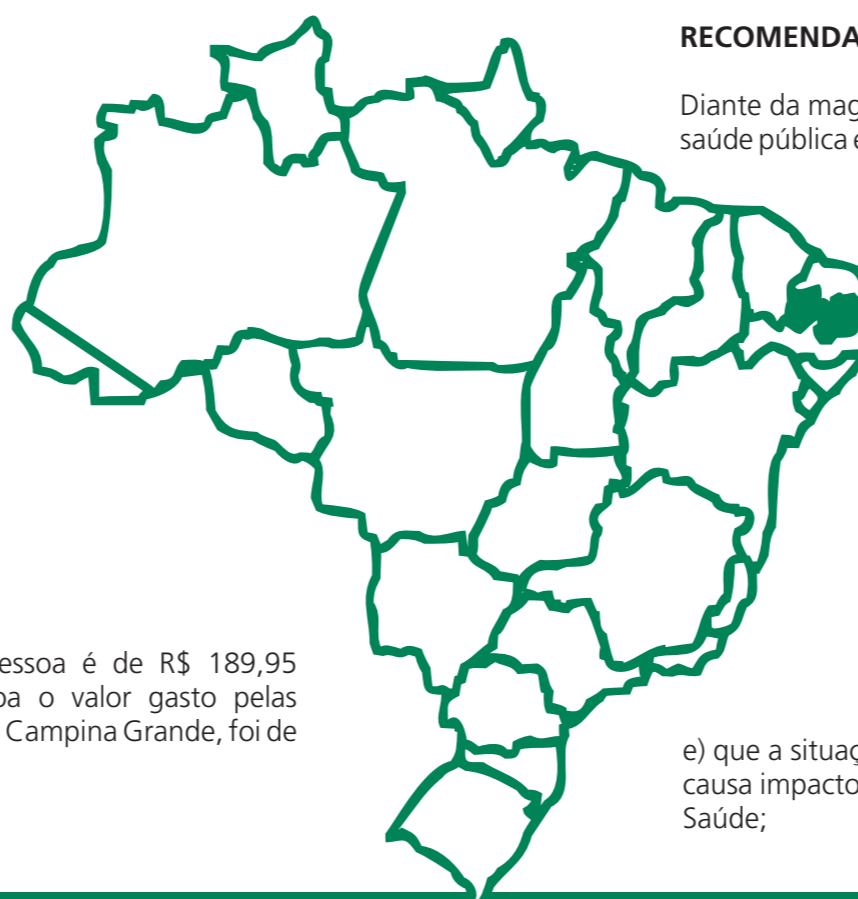 RECOMENDA
Diante da mag
saúde pública e
essoa é de R$ 189,95
ba o valor gasto pelas
Campina Grande, foi de
e) que a situaç
causa impacto
Saúde;